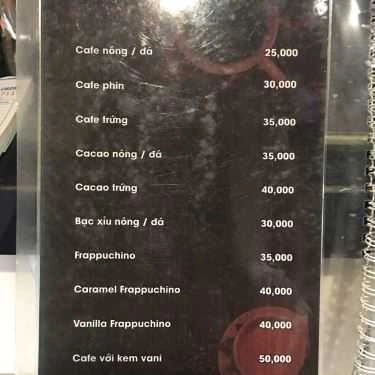 Cafe nóng / đá 25,000
Cafe phin 30,000
Cafe trứng 35,000
Cacao nóng / đá 35,000
Cacao trứng 40,000
Bạc xíu nóng / đá 30,000
Frappuchino 35,000
Caramel Frappuchino 40,000
Vanilla Frappuchino 40,000
Cafe với kem vani 50,000